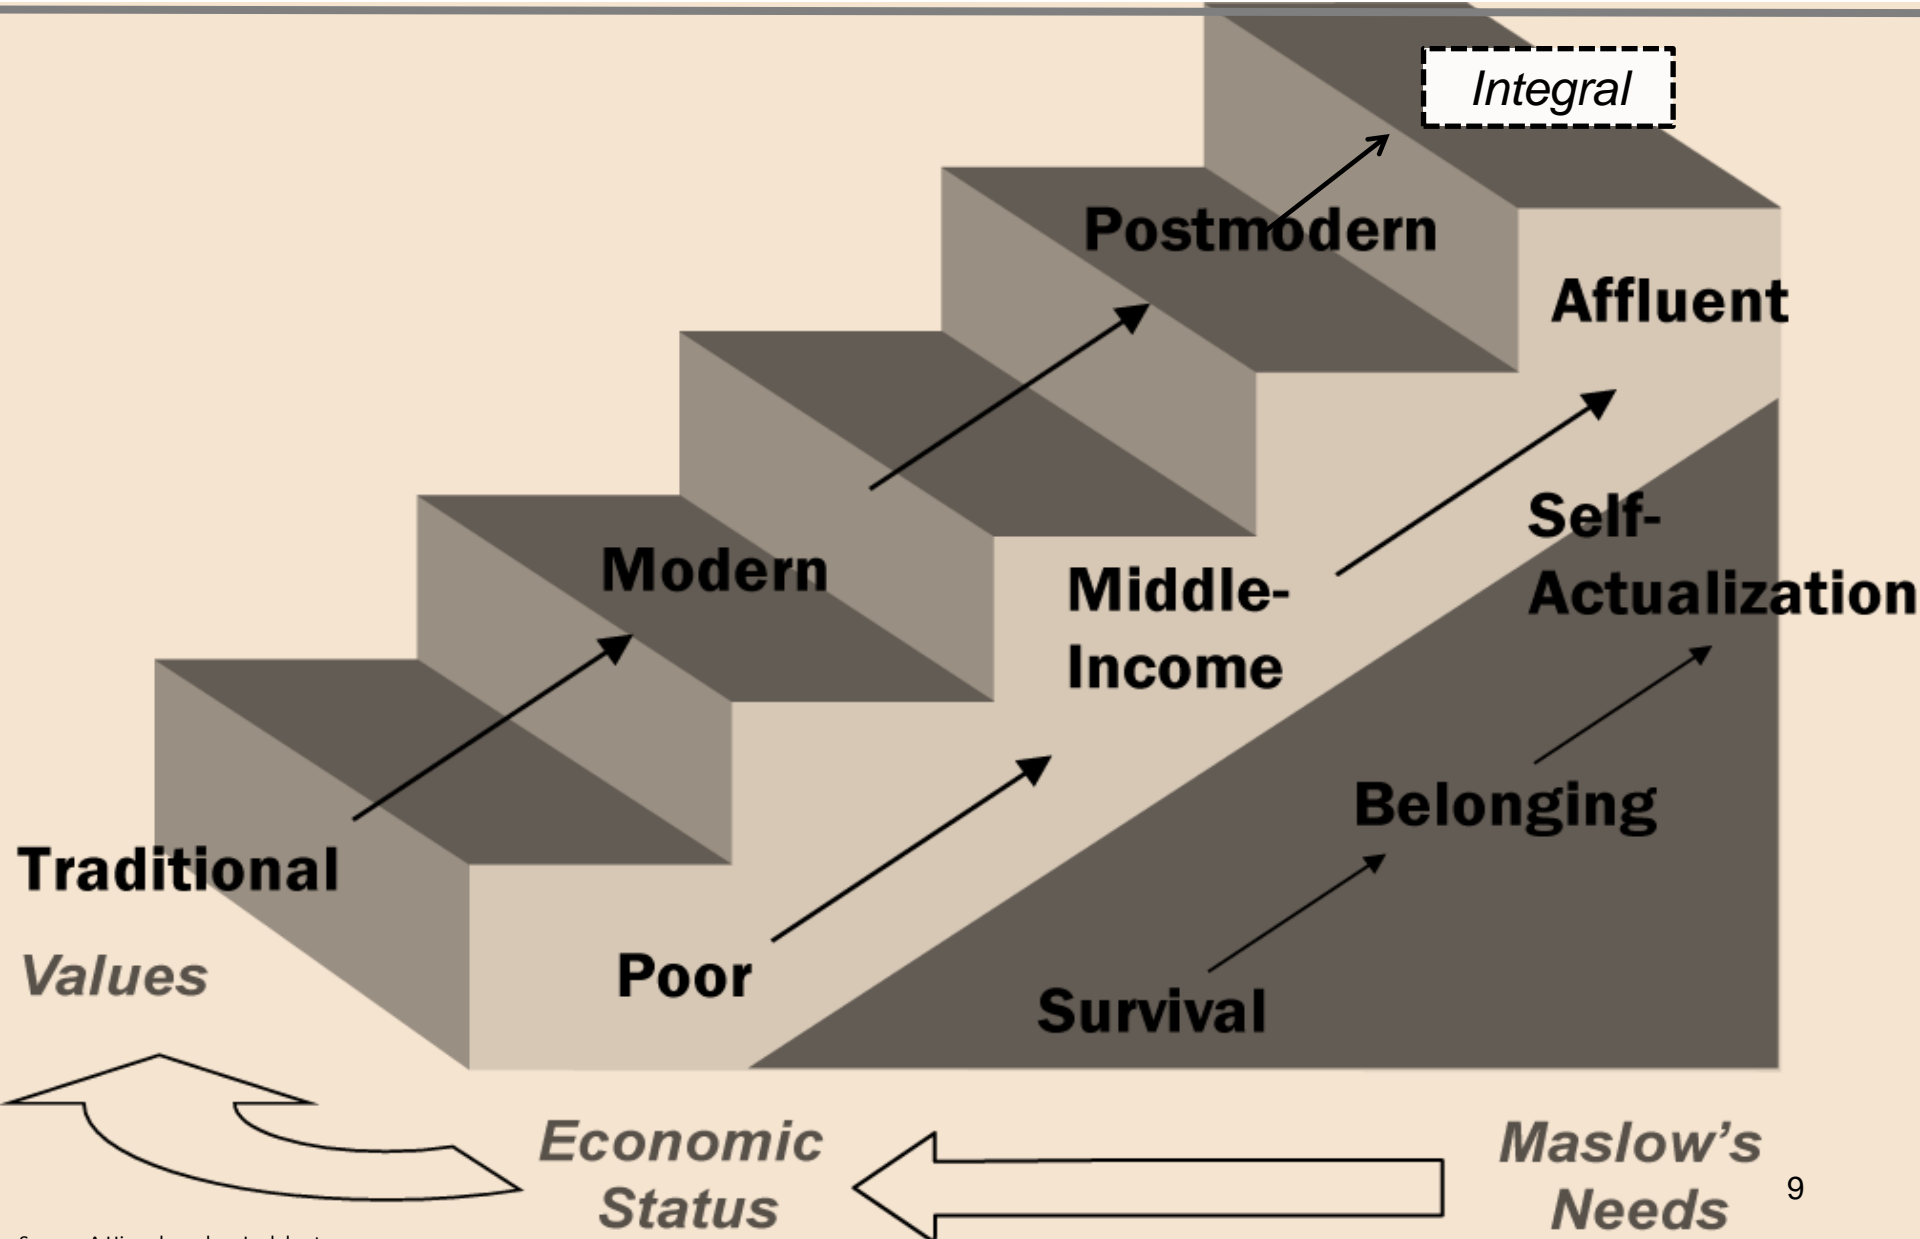 Integral
Postmodern
Affluent
Self-
Actualization
Modern
Middle-
Income
Belonging
Traditional
Values
Poor
Survival
Economic
Status
Maslow’s
Needs
9